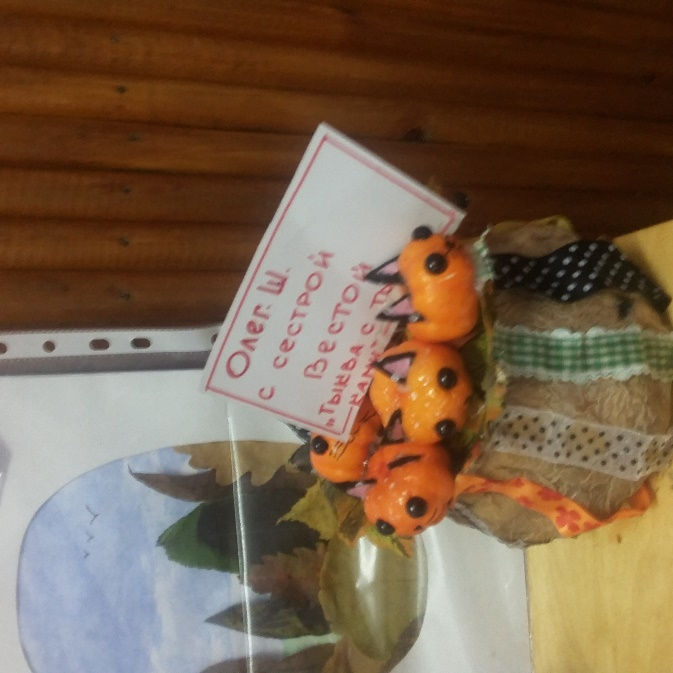 Олег Ш.
с сестрой
Вестой
„Тыква с